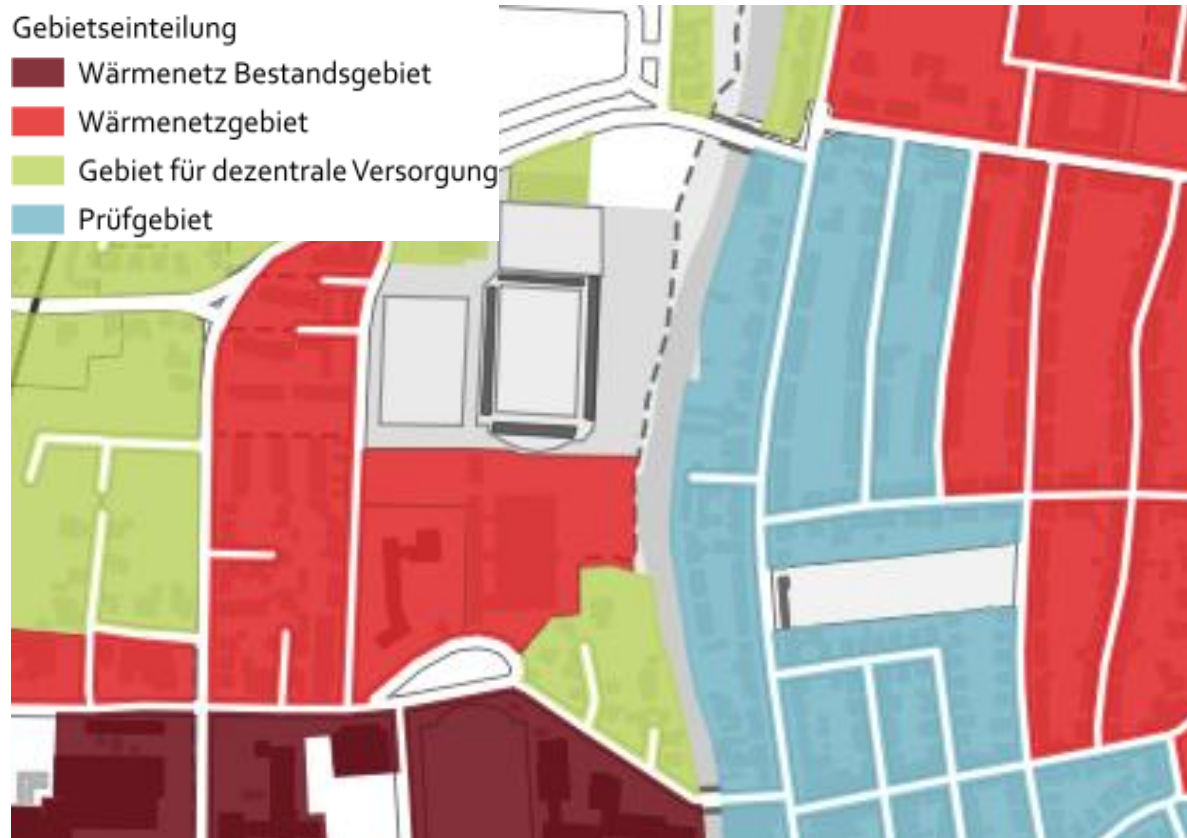 Gebietseinteilung
Wärmenetz Bestandsgebiet
Wärmenetzgebiet
Gebiet für dezentrale Versorgung
Prüfgebiet